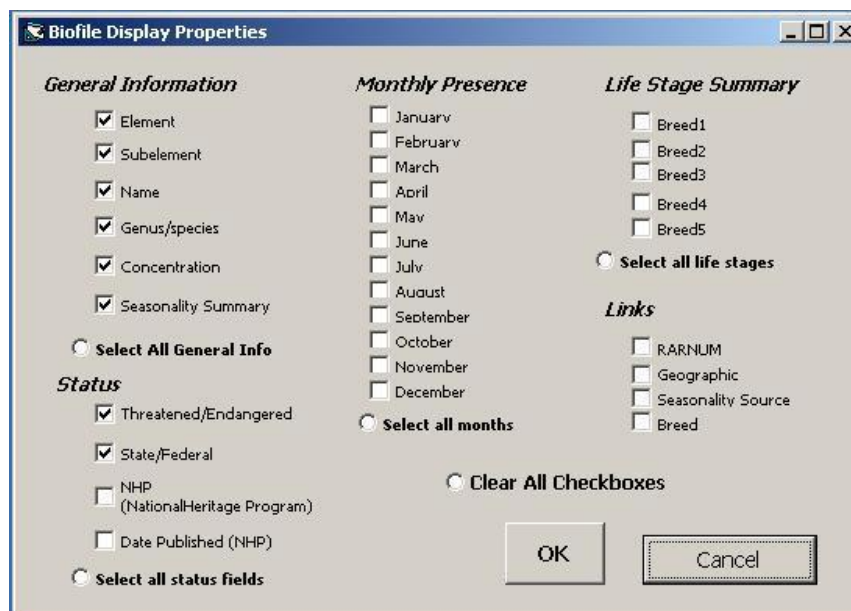 Biofile Display Properties
General Information
Element
Subelement
Name
Genus/species
Concentration
Seasonality Summary
Select All General Info
Status
Threatened/Endangered
State/Federal
NHP
(NationalHeritage Program)
Date Published (NHP)
Select all status fields
Monthly Presence
January
February
March
April
May
June
July
August
September
October
November
December
Select all months
Life Stage Summary
Breed1
Breed2
Breed3
Breed4
Breed5
Select all life stages
Links
RARNUM
Geographic
Seasonality Source
Breed
Clear All Checkboxes
OK
Cancel